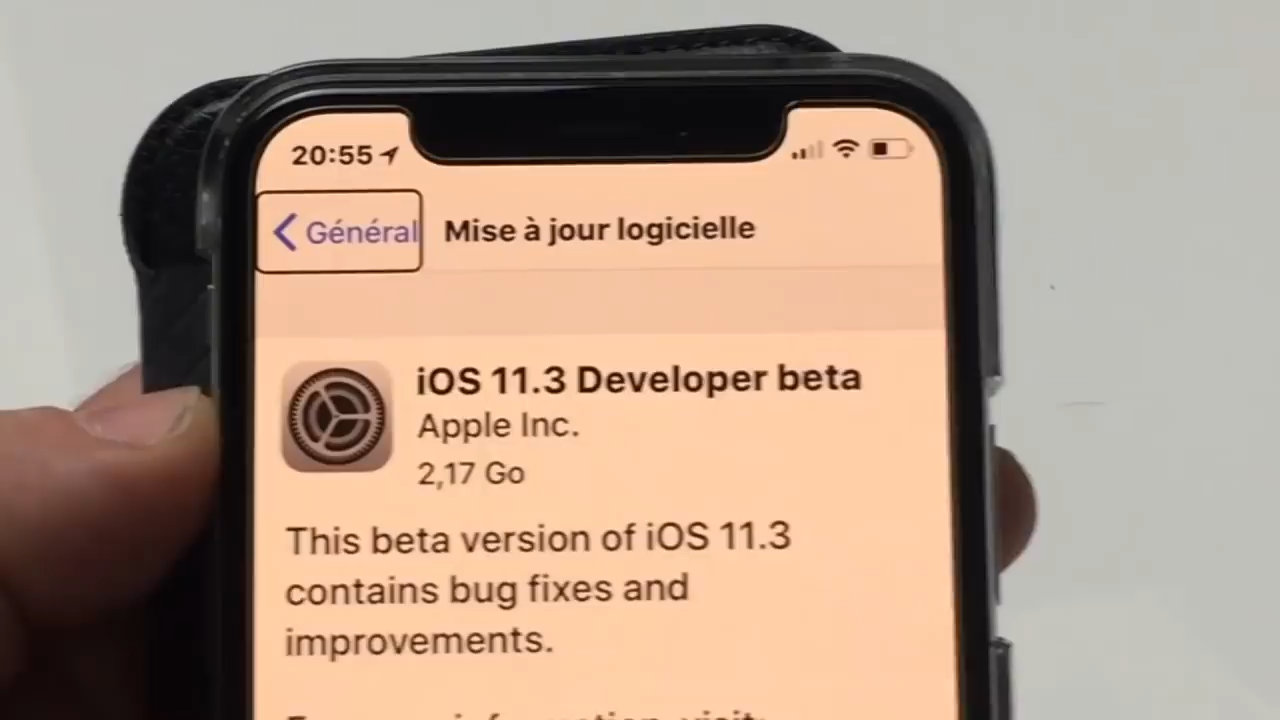 20:55
Général
Mise à jour logicielle
iOS 11.3 Developer beta
Apple Inc.
2,17 Go
This beta version of iOS 11.3
contains bug fixes and
improvements.